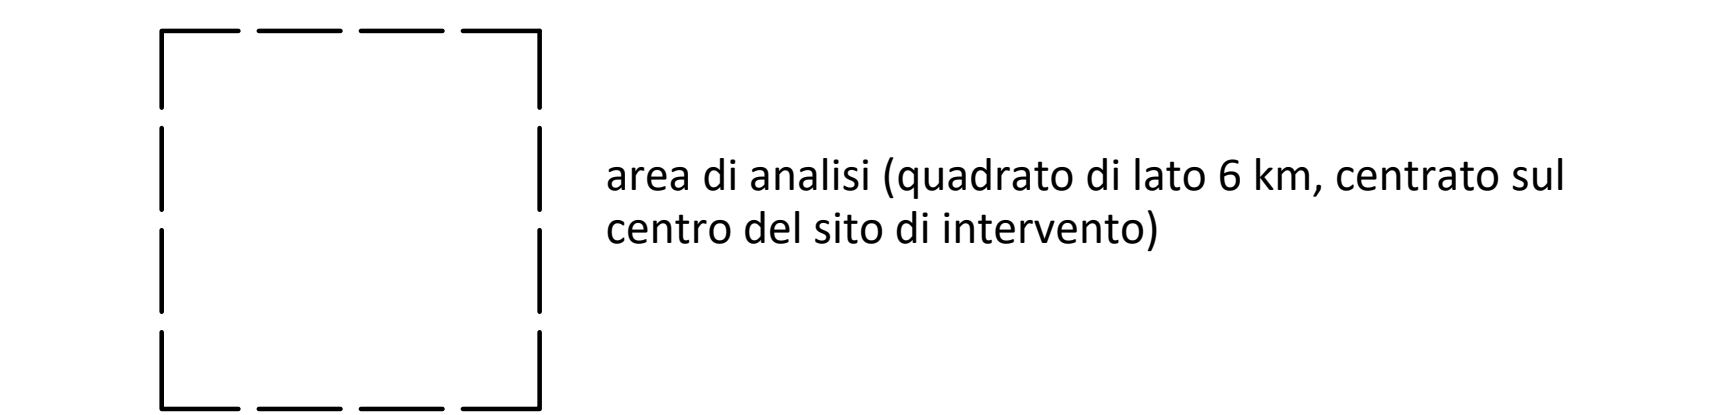 area di analisi (quadrato di lato 6 km, centrato sul
centro del sito di intervento)